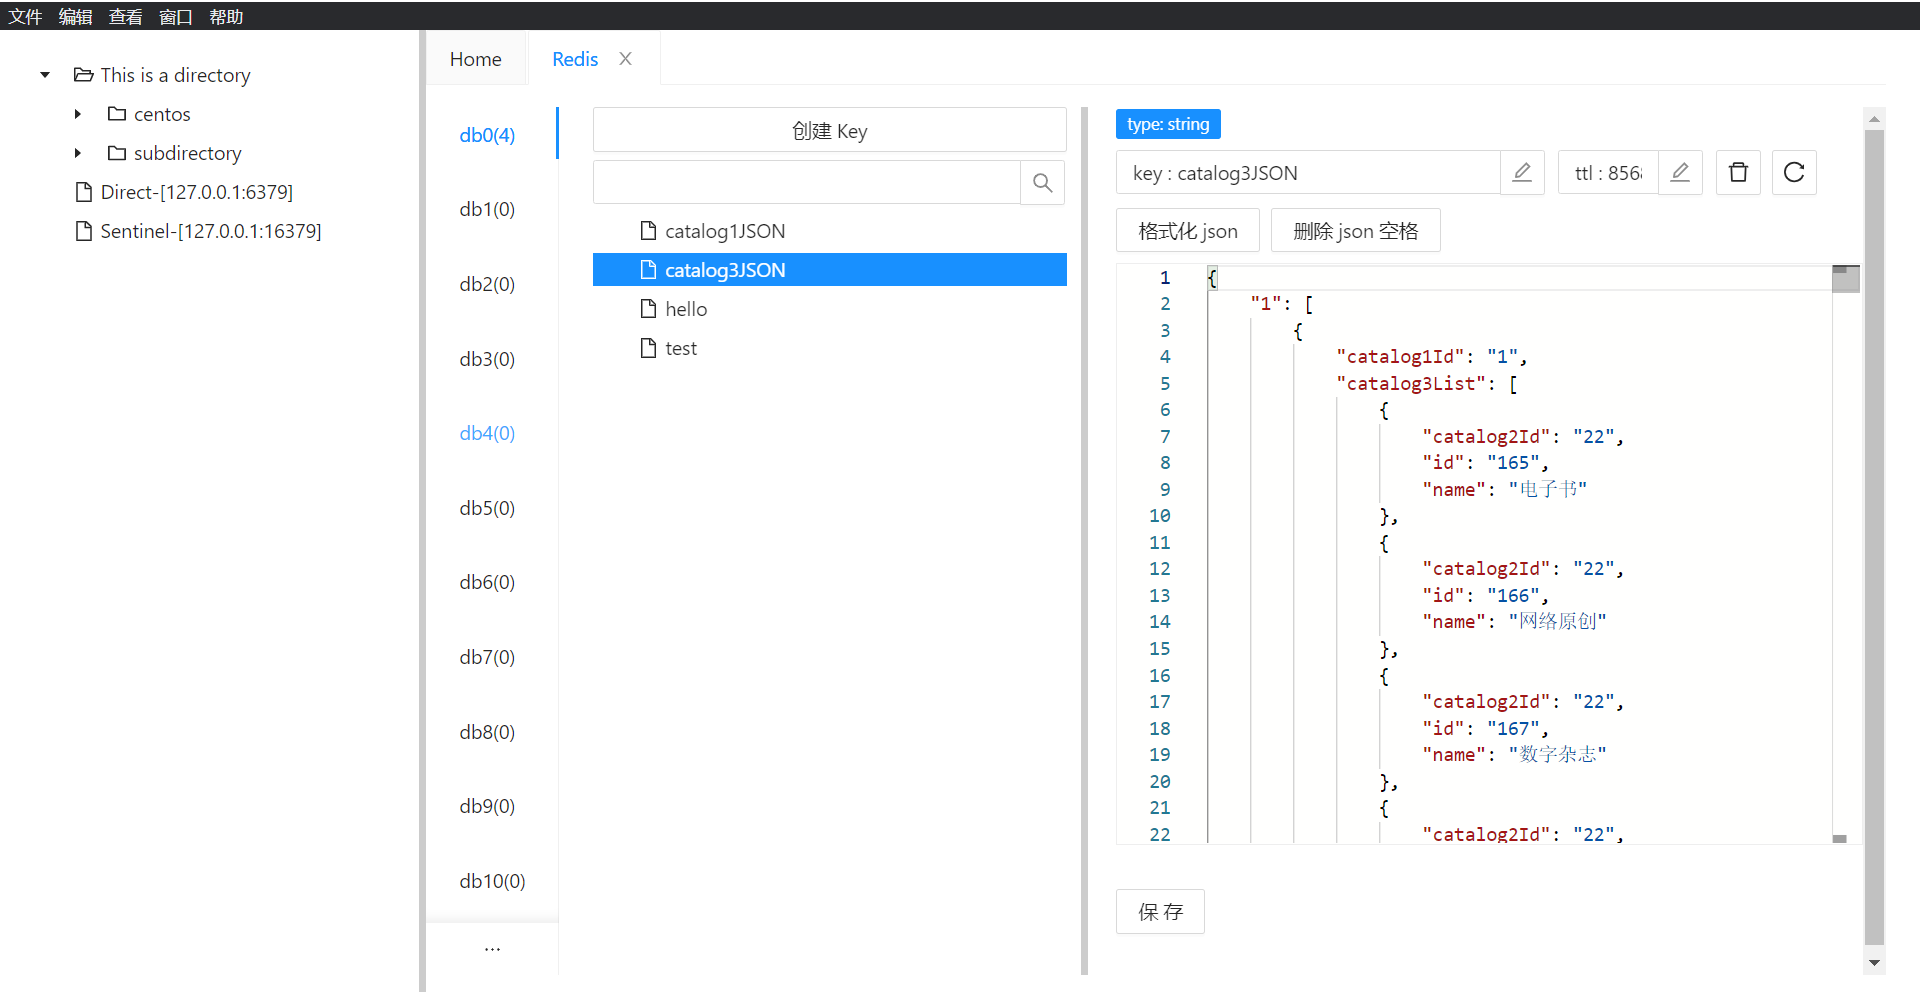 文件 编辑 查看 窗口 帮助
This is a directory
centos
subdirectory
Direct-[127.0.0.1:6379]
Sentinel-[127.0.0.1:16379]
Home Redis
db0(4)
db1(0)
db2(0)
db3(0)
db4(0)
db5(0)
db6(0)
db7(0)
db8(0)
db9(0)
db10(0)
···
创建 Key
catalog1JSON
catalog3JSON
hello
test
type: string
key : catalog3JSON
ttl : 856
格式化 json 删除 json 空格
1 {
2 "1": [
3 {
4 "catalog1Id": "1",
5 "catalog3List": [
6 {
7 "catalog2Id": "22",
8 "id": "165",
9 "name": "电子书"
10 },
11 {
12 "catalog2Id": "22",
13 "id": "166",
14 "name": "网络原创"
15 },
16 {
17 "catalog2Id": "22",
18 "id": "167",
19 "name": "数字杂志"
20 },
21 {
22 "catalog2Id": "22",
保 存